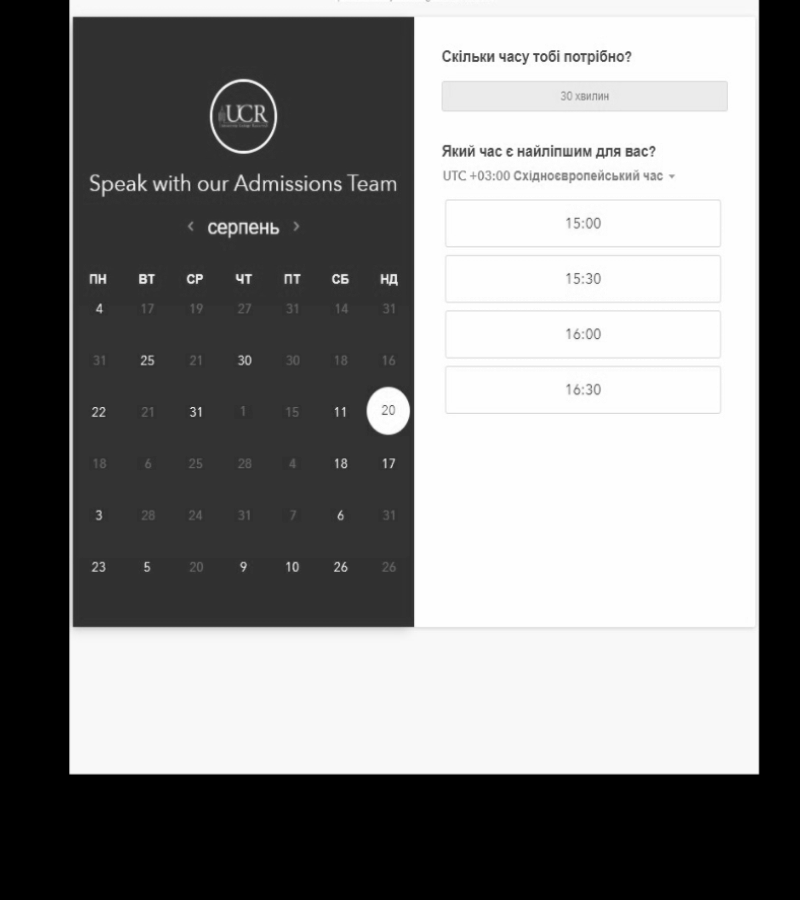 UCR
Speak with our Admissions Team
‹ серпень ›
ПН ВТ СР ЧТ ПТ СБ НД
4 17 19 27 31 14 31
31 25 21 30 30 18 16
22 21 31 1 15 11 20
18 6 25 28 4 18 17
3 28 24 31 7 6 31
23 5 20 9 10 26 26
Скільки часу тобі потрібно?
30 хвилин
Який час є найліпшим для вас?
UTC +03:00 Східноєвропейський час
15:00
15:30
16:00
16:30